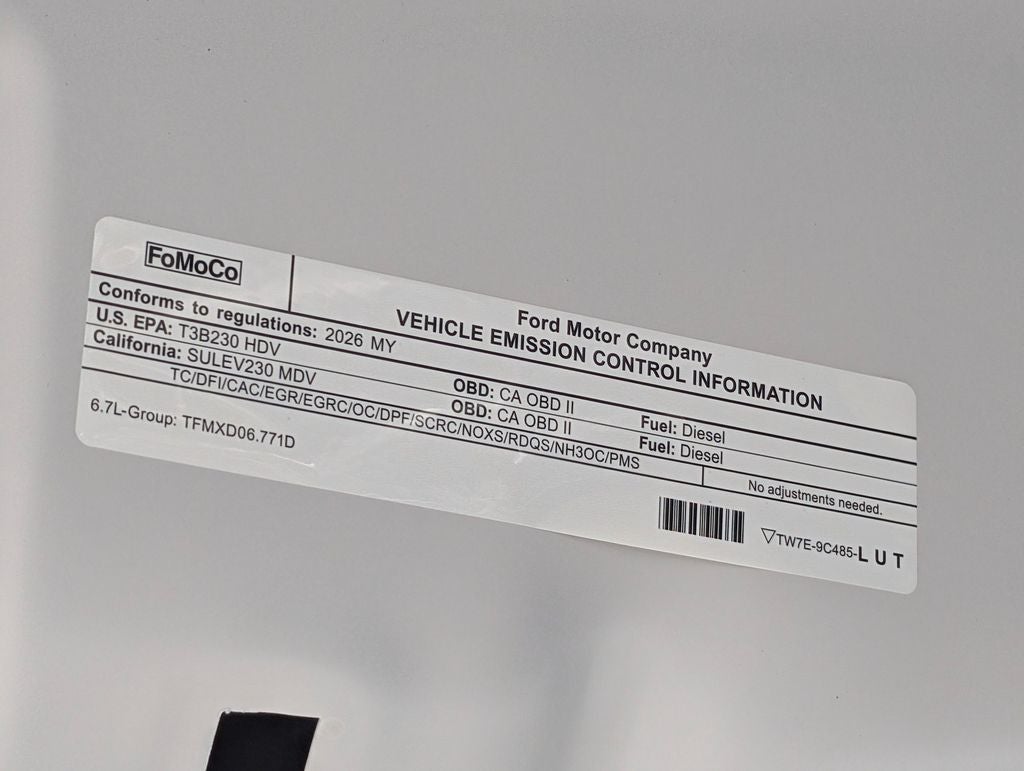 FoMoCo
Ford Motor Company
VEHICLE EMISSION CONTROL INFORMATION
Conforms to regulations: 2026 MY
U.S. EPA: T3B230 HDV OBD: CA OBD II Fuel: Diesel
California: SULEV230 MDV OBD: CA OBD II Fuel: Diesel
TC/DFI/CAC/EGR/EGRC/OC/DPF/SCRC/NOXS/RDQS/NH3OC/PMS
No adjustments needed.
6.7L-Group: TFMXD06.771D
▽TW7E-9C485-L U T